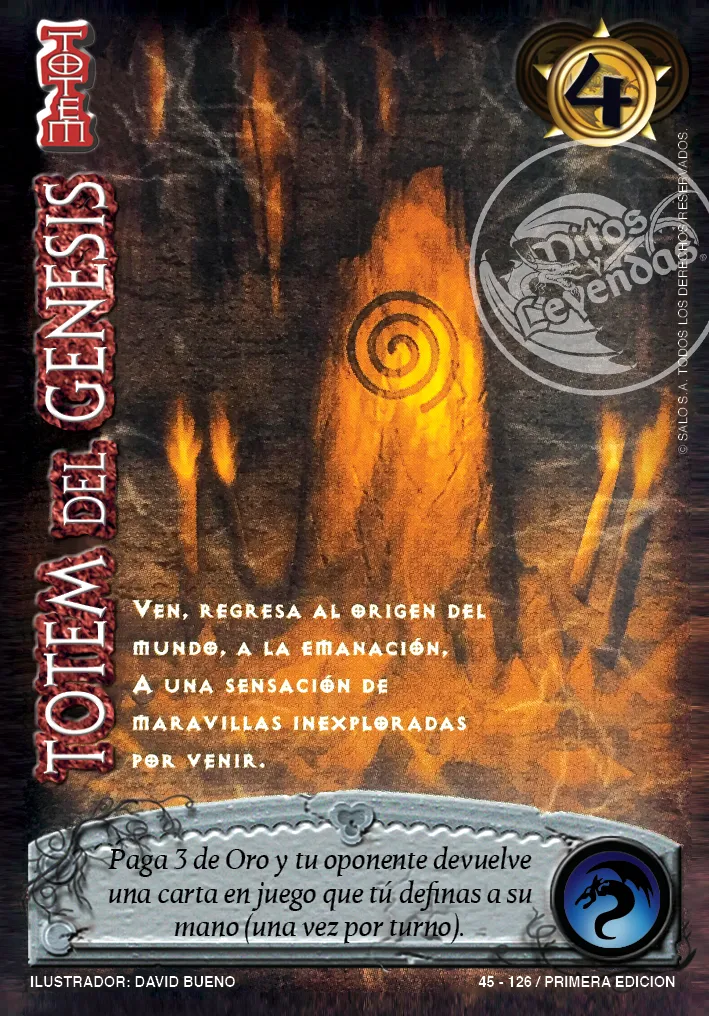 TOTEM
4
TOTEM DEL GENESIS
Mitos
y
Leyendas
®
© SALO S.A. TODOS LOS DERECHOS RESERVADOS.
Ven, regresa al origen del
mundo, a la emanación,
A una sensación de
maravillas inexploradas
por venir.
Paga 3 de Oro y tu oponente devuelve
una carta en juego que tú definas a su
mano (una vez por turno).
ILUSTRADOR: DAVID BUENO
45 - 126 / PRIMERA EDICION